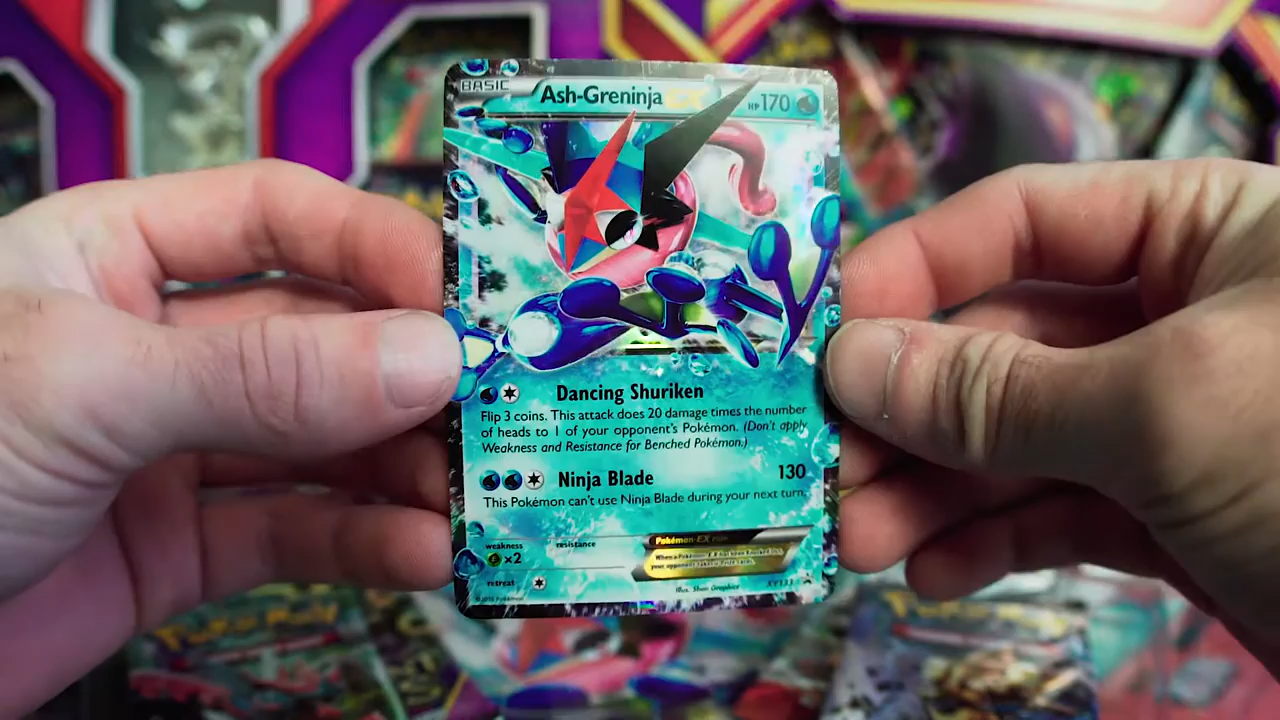 BASIC
Ash-Greninja EX HP170
Dancing Shuriken
Flip 3 coins. This attack does 20 damage times the number
of heads to 1 of your opponent's Pokémon. (Don't apply
Weakness and Resistance for Benched Pokémon.)
Ninja Blade 130
This Pokémon can't use Ninja Blade during your next turn.
weakness resistance
×2
Pokémon-EX rule
When a Pokémon-EX has been Knocked Out,
your opponent takes 2 Prize cards.
retreat
Illus. Shin Graphics XY133
©2016 Pokémon